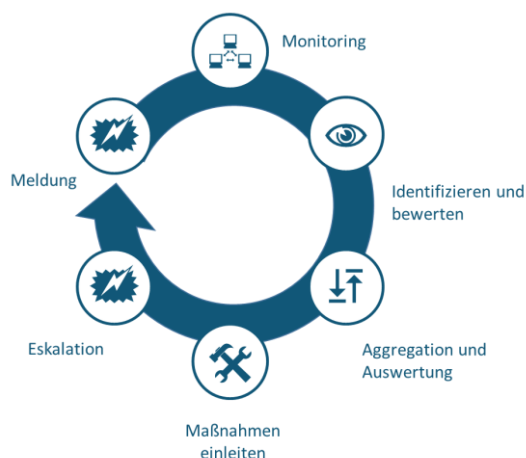 Monitoring
Identifizieren und
bewerten
Aggregation und
Auswertung
Maßnahmen
einleiten
Eskalation
Meldung